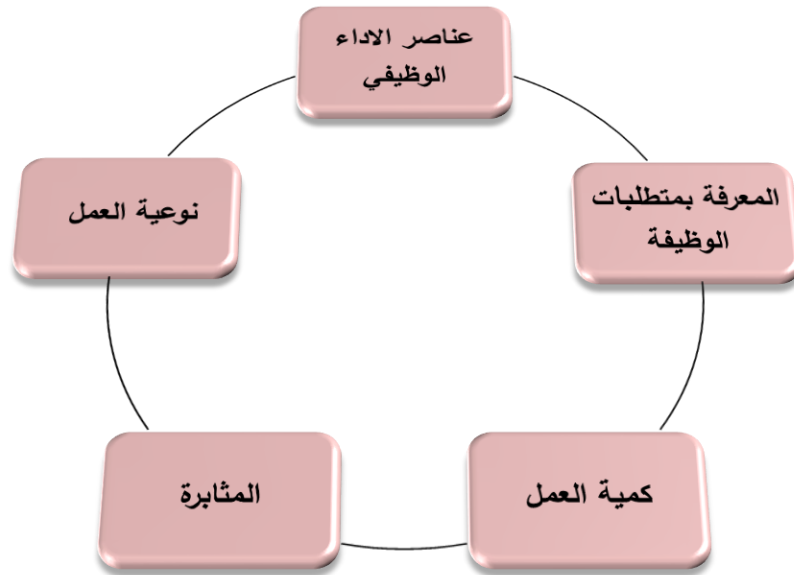 عناصر الاداء
الوظيفي
المعرفة بمتطلبات
الوظيفة
نوعية العمل
كمية العمل
المثابرة